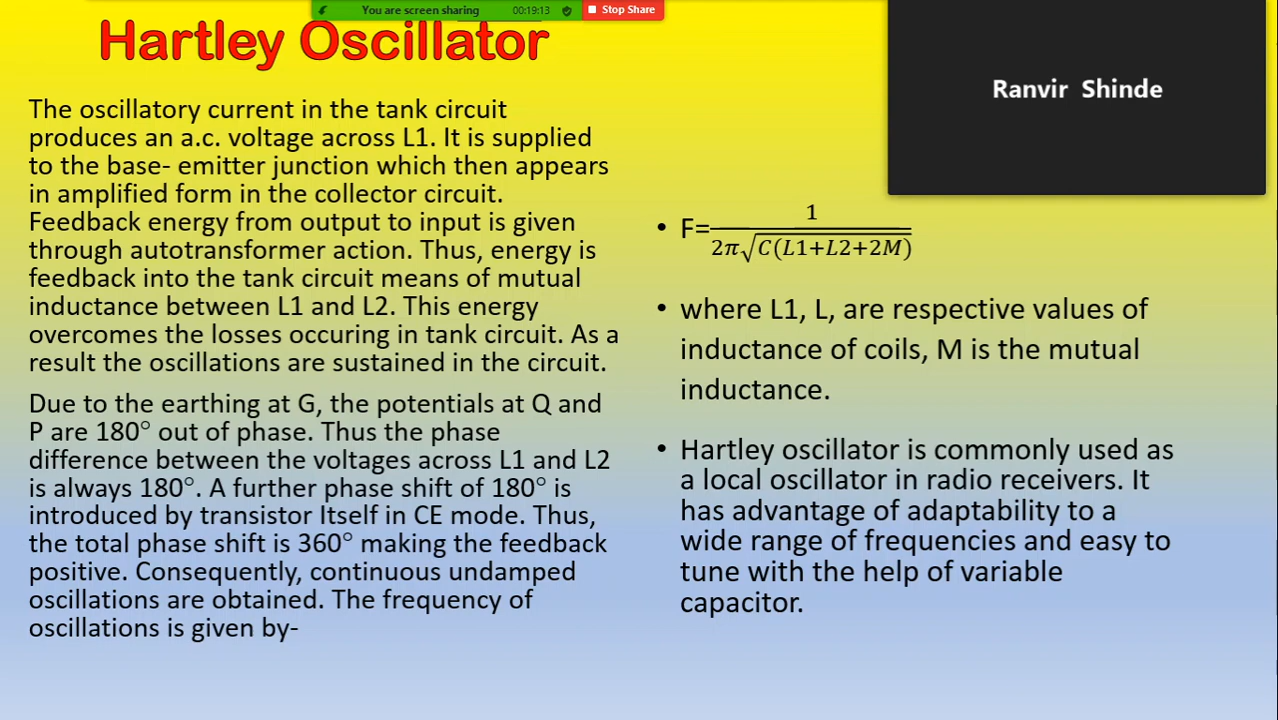 You are screen sharing 00:19:13 Stop Share
Hartley Oscillator
Ranvir Shinde
The oscillatory current in the tank circuit
produces an a.c. voltage across L1. It is supplied
to the base- emitter junction which then appears
in amplified form in the collector circuit.
Feedback energy from output to input is given
through autotransformer action. Thus, energy is
feedback into the tank circuit means of mutual
inductance between L1 and L2. This energy
overcomes the losses occuring in tank circuit. As a
result the oscillations are sustained in the circuit.
Due to the earthing at G, the potentials at Q and
P are 180° out of phase. Thus the phase
difference between the voltages across L1 and L2
is always 180°. A further phase shift of 180° is
introduced by transistor Itself in CE mode. Thus,
the total phase shift is 360° making the feedback
positive. Consequently, continuous undamped
oscillations are obtained. The frequency of
oscillations is given by-
• F=1/2π√C(L1+L2+2M)
• where L1, L, are respective values of
inductance of coils, M is the mutual
inductance.
• Hartley oscillator is commonly used as
a local oscillator in radio receivers. It
has advantage of adaptability to a
wide range of frequencies and easy to
tune with the help of variable
capacitor.